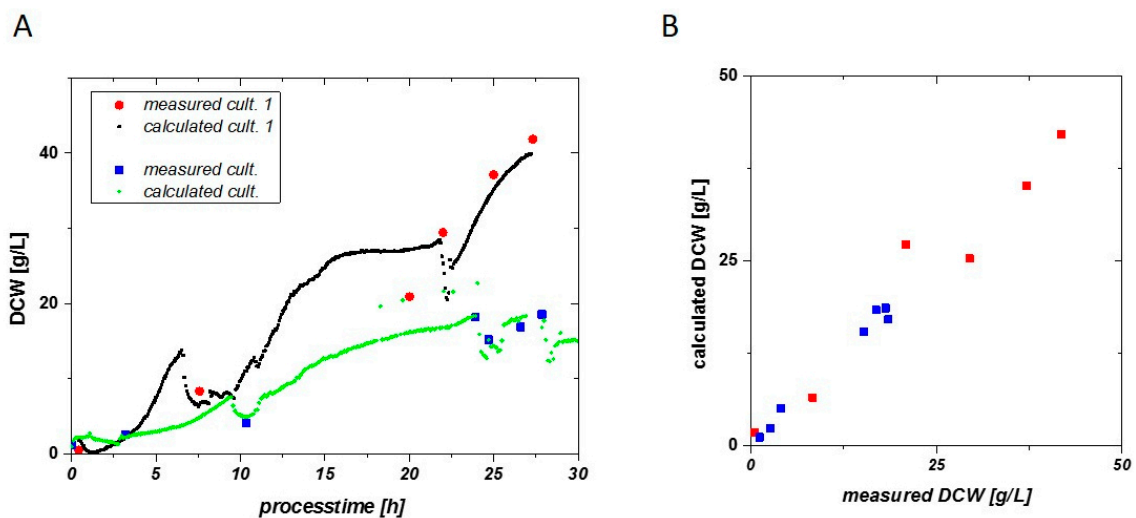 A
B
measured cult. 1
calculated cult. 1
measured cult.
calculated cult.
DCW [g/L]
40
20
0
0
5
10
15
20
25
30
processtime [h]
calculated DCW [g/L]
50
25
0
0
25
50
measured DCW [g/L]